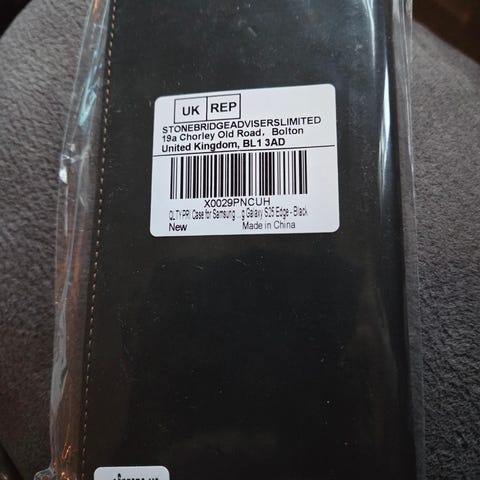 UK REP
STONEBRIDGEADVISERSLIMITED
19a Chorley Old Road, Bolton
United Kingdom, BL1 3AD
X0029PNCUH
QLTYPRI Case for Samsung ...g Galaxy S25 Edge - Black
New Made in China